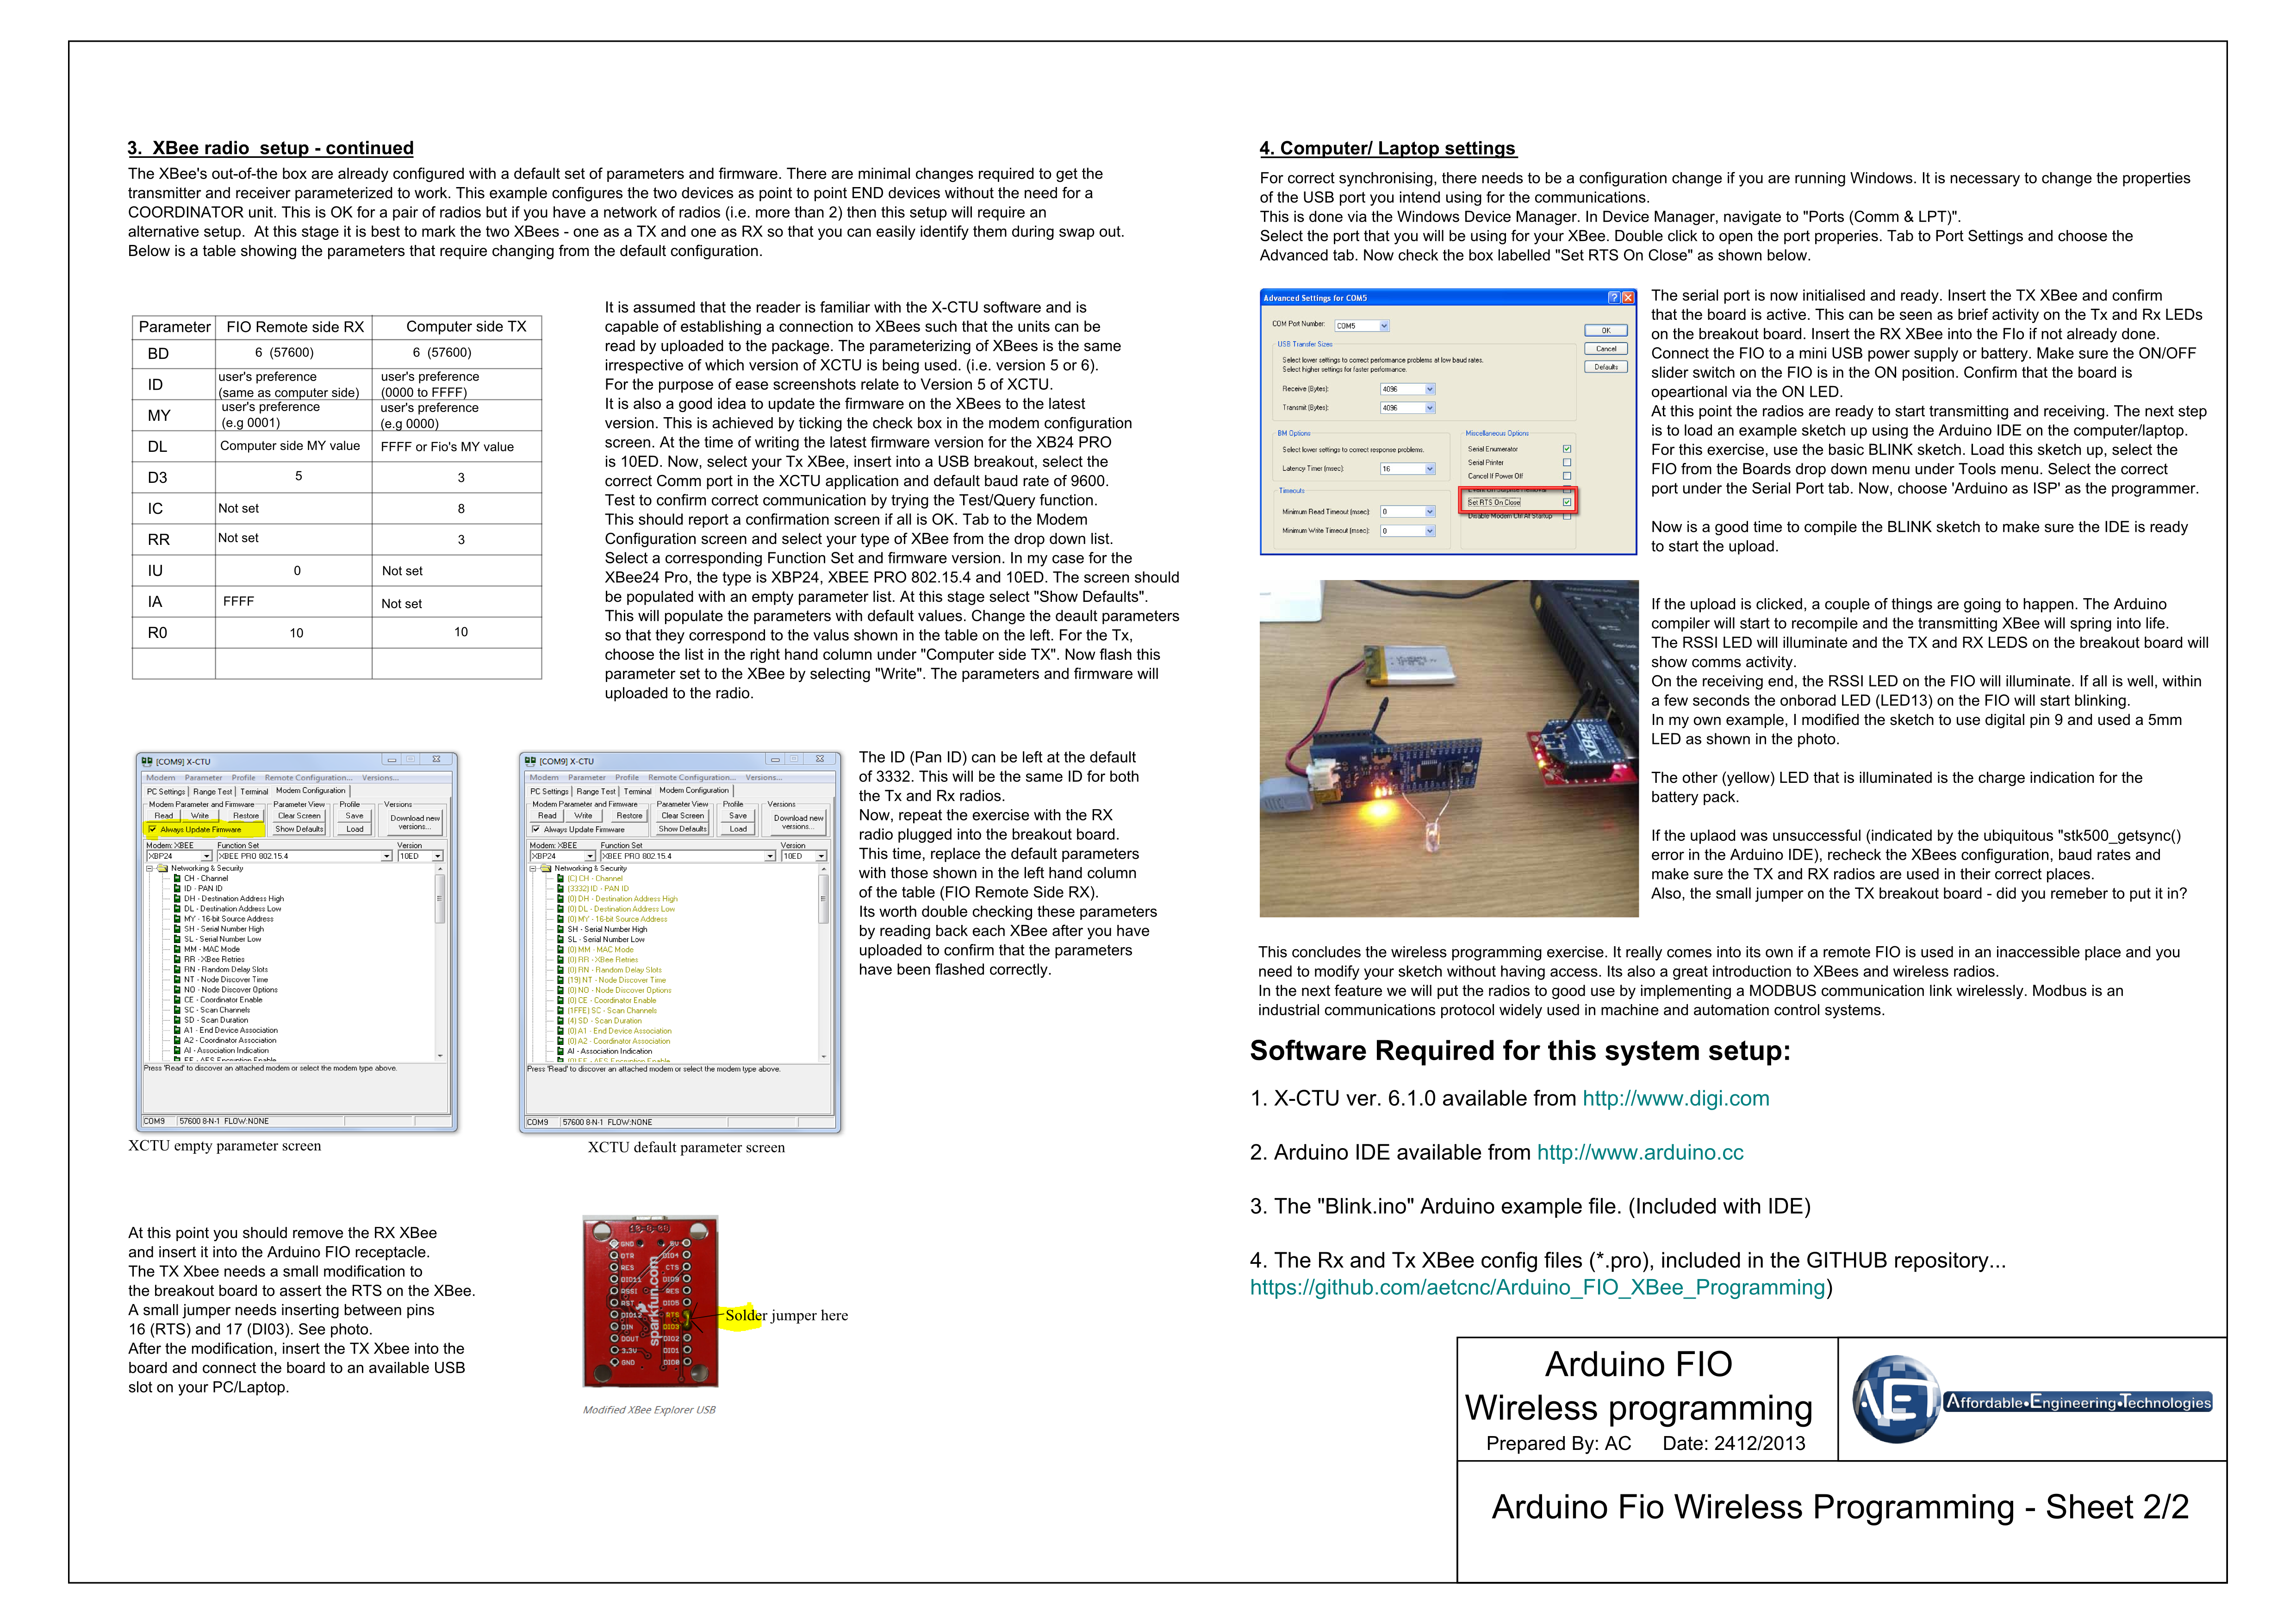 3.  XBee radio  setup - continued
The XBee's out-of-the box are already configured with a default set of parameters and firmware. There are minimal changes required to get the
transmitter and receiver parameterized to work. This example configures the two devices as point to point END devices without the need for a
COORDINATOR unit. This is OK for a pair of radios but if you have a network of radios (i.e. more than 2) then this setup will require an
alternative setup.  At this stage it is best to mark the two XBees - one as a TX and one as RX so that you can easily identify them during swap out.
Below is a table showing the parameters that require changing from the default configuration.
Parameter FIO Remote side RX Computer side TX
BD 6 (57600) 6 (57600)
ID user's preference (same as computer side) user's preference (0000 to FFFF)
MY user's preference (e.g 0001) user's preference (e.g 0000)
DL Computer side MY value FFFF or Fio's MY value
D3 5 3
IC Not set 8
RR Not set 3
IU 0 Not set
IA FFFF Not set
R0 10 10
It is assumed that the reader is familiar with the X-CTU software and is
capable of establishing a connection to XBees such that the units can be
read by uploaded to the package. The parameterizing of XBees is the same
irrespective of which version of XCTU is being used. (i.e. version 5 or 6).
For the purpose of ease screenshots relate to Version 5 of XCTU.
It is also a good idea to update the firmware on the XBees to the latest
version. This is achieved by ticking the check box in the modem configuration
screen. At the time of writing the latest firmware version for the XB24 PRO
is 10ED. Now, select your Tx XBee, insert into a USB breakout, select the
correct Comm port in the XCTU application and default baud rate of 9600.
Test to confirm correct communication by trying the Test/Query function.
This should report a confirmation screen if all is OK. Tab to the Modem
Configuration screen and select your type of XBee from the drop down list.
Select a corresponding Function Set and firmware version. In my case for the
XBee24 Pro, the type is XBP24, XBEE PRO 802.15.4 and 10ED. The screen should
be populated with an empty parameter list. At this stage select "Show Defaults".
This will populate the parameters with default values. Change the deault parameters
so that they correspond to the valus shown in the table on the left. For the Tx,
choose the list in the right hand column under "Computer side TX". Now flash this
parameter set to the XBee by selecting "Write". The parameters and firmware will
uploaded to the radio.
[COM9] X-CTU
Modem Parameter Profile Remote Configuration... Versions...
PC Settings Range Test Terminal Modem Configuration
Modem Parameter and Firmware Parameter View Profile Versions
Read Write Restore Clear Screen Save Download new versions...
Always Update Firmware Show Defaults Load
Modem: XBEE Function Set Version
XBP24 XBEE PRO 802.15.4 10ED
Networking & Security
CH - Channel
ID - PAN ID
DH - Destination Address High
DL - Destination Address Low
MY - 16-bit Source Address
SH - Serial Number High
SL - Serial Number Low
MM - MAC Mode
RR - XBee Retries
RN - Random Delay Slots
NT - Node Discover Time
NO - Node Discover Options
CE - Coordinator Enable
SC - Scan Channels
SD - Scan Duration
A1 - End Device Association
A2 - Coordinator Association
AI - Association Indication
EE - AES Encryption Enable
Press 'Read' to discover an attached modem or select the modem type above.
COM9 57600 8-N-1 FLOW:NONE
XCTU empty parameter screen
[COM9] X-CTU
Modem Parameter Profile Remote Configuration... Versions...
PC Settings Range Test Terminal Modem Configuration
Modem Parameter and Firmware Parameter View Profile Versions
Read Write Restore Clear Screen Save Download new versions...
Always Update Firmware Show Defaults Load
Modem: XBEE Function Set Version
XBP24 XBEE PRO 802.15.4 10ED
Networking & Security
(C) CH - Channel
(3332) ID - PAN ID
(0) DH - Destination Address High
(0) DL - Destination Address Low
(0) MY - 16-bit Source Address
SH - Serial Number High
SL - Serial Number Low
(0) MM - MAC Mode
(0) RR - XBee Retries
(0) RN - Random Delay Slots
(19) NT - Node Discover Time
(0) NO - Node Discover Options
(0) CE - Coordinator Enable
(1FFE) SC - Scan Channels
(4) SD - Scan Duration
(0) A1 - End Device Association
(0) A2 - Coordinator Association
AI - Association Indication
(0) EE - AES Encryption Enable
Press 'Read' to discover an attached modem or select the modem type above.
COM9 57600 8-N-1 FLOW:NONE
XCTU default parameter screen
The ID (Pan ID) can be left at the default
of 3332. This will be the same ID for both
the Tx and Rx radios.
Now, repeat the exercise with the RX
radio plugged into the breakout board.
This time, replace the default parameters
with those shown in the left hand column
of the table (FIO Remote Side RX).
Its worth double checking these parameters
by reading back each XBee after you have
uploaded to confirm that the parameters
have been flashed correctly.
At this point you should remove the RX XBee
and insert it into the Arduino FIO receptacle.
The TX Xbee needs a small modification to
the breakout board to assert the RTS on the XBee.
A small jumper needs inserting between pins
16 (RTS) and 17 (DI03). See photo.
After the modification, insert the TX Xbee into the
board and connect the board to an available USB
slot on your PC/Laptop.
GND 5V
DTR DIO4
RES CTS
DIO11 DIO9
RSSI RES
RST DIO5
DIO12 RTS
DIN DIO3
DOUT DIO2
3.3V DIO1
GND DIO0
sparkfun.com
Solder jumper here
Modified XBee Explorer USB
4. Computer/ Laptop settings
For correct synchronising, there needs to be a configuration change if you are running Windows. It is necessary to change the properties
of the USB port you intend using for the communications.
This is done via the Windows Device Manager. In Device Manager, navigate to "Ports (Comm & LPT)".
Select the port that you will be using for your XBee. Double click to open the port properies. Tab to Port Settings and choose the
Advanced tab. Now check the box labelled "Set RTS On Close" as shown below.
Advanced Settings for COM5
COM Port Number: COM5
OK
Cancel
Defaults
USB Transfer Sizes
Select lower settings to correct performance problems at low baud rates.
Select higher settings for faster performance.
Receive (Bytes): 4096
Transmit (Bytes): 4096
BM Options
Select lower settings to correct response problems.
Latency Timer (msec): 16
Timeouts
Minimum Read Timeout (msec): 0
Minimum Write Timeout (msec): 0
Miscellaneous Options
Serial Enumerator
Serial Printer
Cancel If Power Off
Event On Surprise Removal
Set RTS On Close
Disable Modem Ctrl At Startup
The serial port is now initialised and ready. Insert the TX XBee and confirm
that the board is active. This can be seen as brief activity on the Tx and Rx LEDs
on the breakout board. Insert the RX XBee into the FIo if not already done.
Connect the FIO to a mini USB power supply or battery. Make sure the ON/OFF
slider switch on the FIO is in the ON position. Confirm that the board is
opeartional via the ON LED.
At this point the radios are ready to start transmitting and receiving. The next step
is to load an example sketch up using the Arduino IDE on the computer/laptop.
For this exercise, use the basic BLINK sketch. Load this sketch up, select the
FIO from the Boards drop down menu under Tools menu. Select the correct
port under the Serial Port tab. Now, choose 'Arduino as ISP' as the programmer.
Now is a good time to compile the BLINK sketch to make sure the IDE is ready
to start the upload.
If the upload is clicked, a couple of things are going to happen. The Arduino
compiler will start to recompile and the transmitting XBee will spring into life.
The RSSI LED will illuminate and the TX and RX LEDS on the breakout board will
show comms activity.
On the receiving end, the RSSI LED on the FIO will illuminate. If all is well, within
a few seconds the onborad LED (LED13) on the FIO will start blinking.
In my own example, I modified the sketch to use digital pin 9 and used a 5mm
LED as shown in the photo.
The other (yellow) LED that is illuminated is the charge indication for the
battery pack.
If the uplaod was unsuccessful (indicated by the ubiquitous "stk500_getsync()
error in the Arduino IDE), recheck the XBees configuration, baud rates and
make sure the TX and RX radios are used in their correct places.
Also, the small jumper on the TX breakout board - did you remeber to put it in?
This concludes the wireless programming exercise. It really comes into its own if a remote FIO is used in an inaccessible place and you
need to modify your sketch without having access. Its also a great introduction to XBees and wireless radios.
In the next feature we will put the radios to good use by implementing a MODBUS communication link wirelessly. Modbus is an
industrial communications protocol widely used in machine and automation control systems.
Software Required for this system setup:
1. X-CTU ver. 6.1.0 available from http://www.digi.com
2. Arduino IDE available from http://www.arduino.cc
3. The "Blink.ino" Arduino example file. (Included with IDE)
4. The Rx and Tx XBee config files (*.pro), included in the GITHUB repository...
https://github.com/aetcnc/Arduino_FIO_XBee_Programming)
Arduino FIO
Wireless programming
Prepared By: AC Date: 2412/2013
AET Affordable•Engineering•Technologies
Arduino Fio Wireless Programming - Sheet 2/2